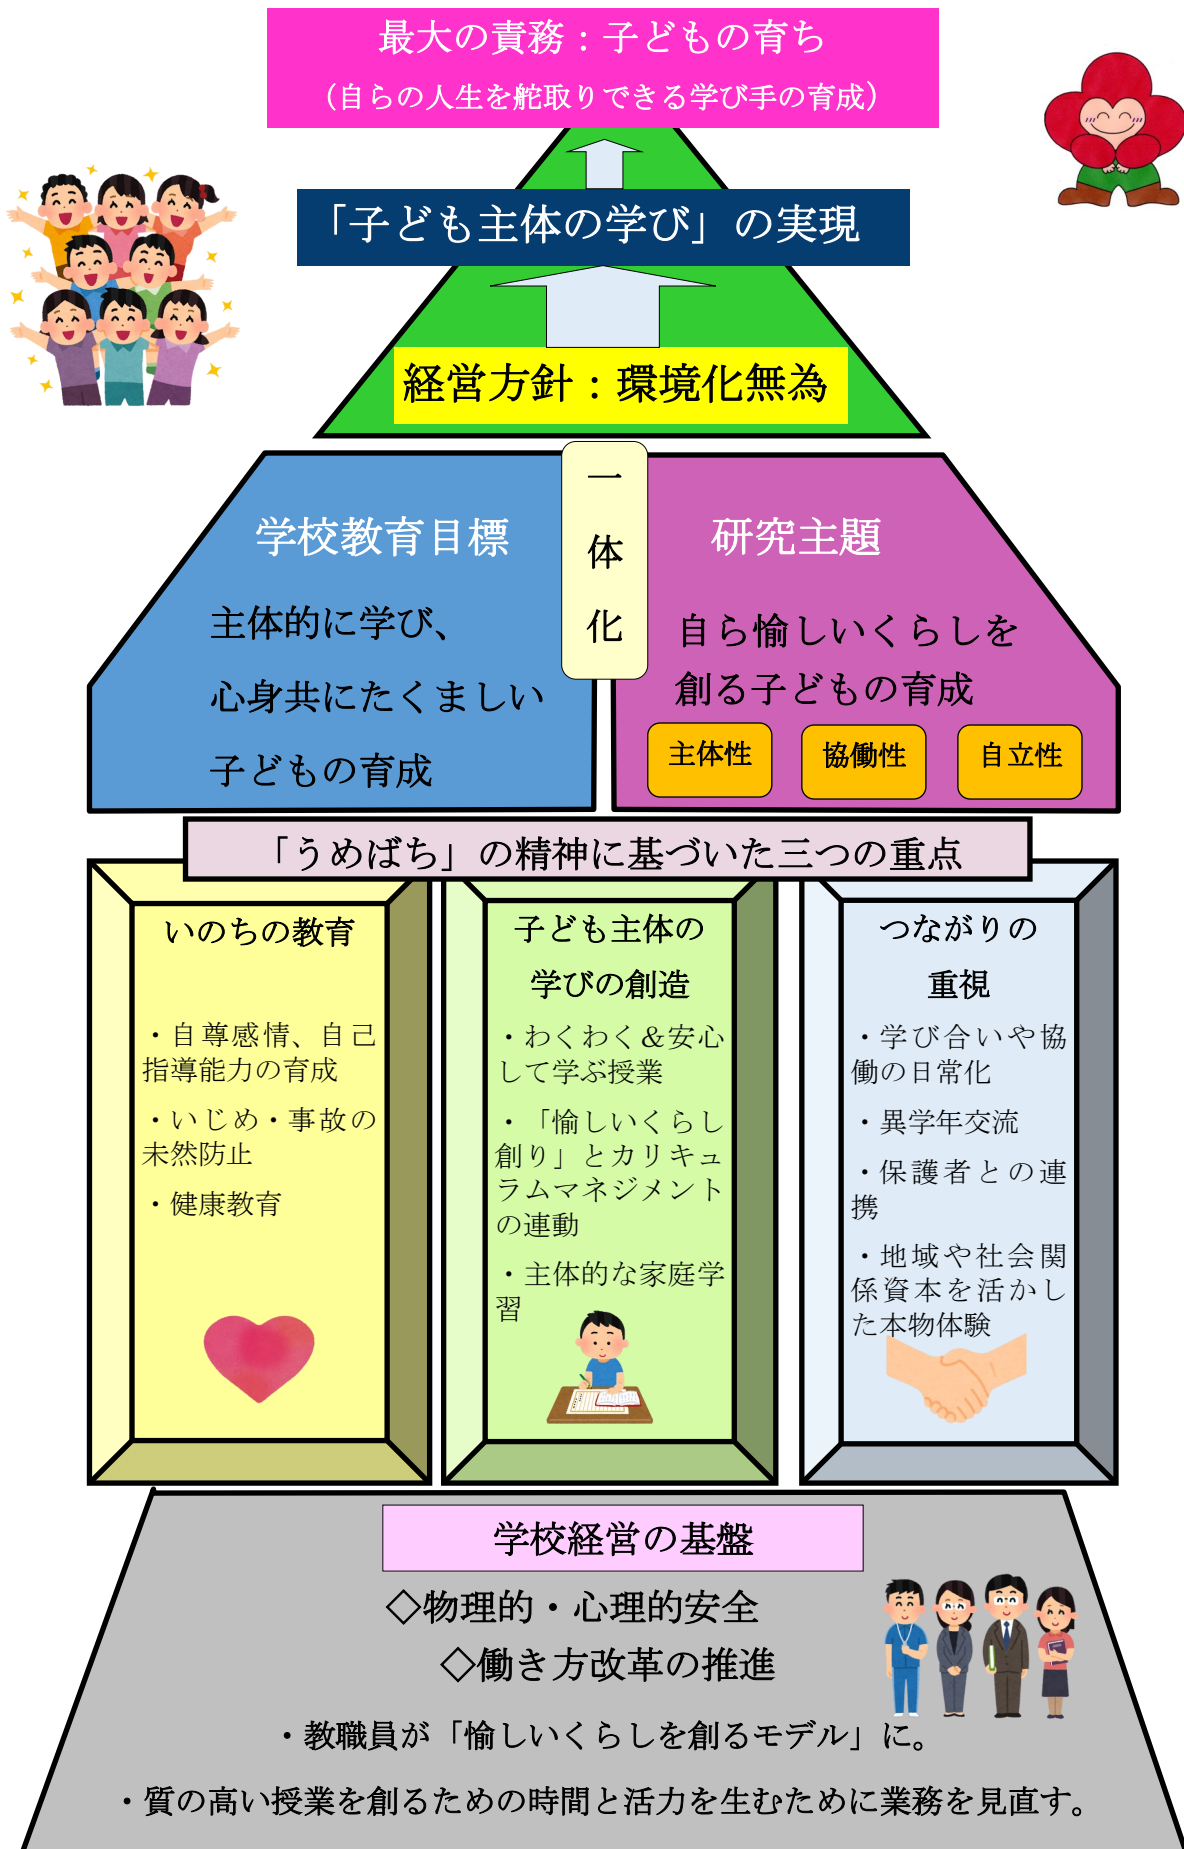 最大の責務：子どもの育ち
（自らの人生を舵取りできる学び手の育成）
「子ども主体の学び」の実現
経営方針：環境化無為
一体化
学校教育目標
主体的に学び、
心身共にたくましい
子どもの育成
研究主題
自ら愉しいくらしを
創る子どもの育成
主体性
協働性
自立性
「うめばち」の精神に基づいた三つの重点
いのちの教育
・自尊感情、自己
指導能力の育成
・いじめ・事故の
未然防止
・健康教育
子ども主体の
学びの創造
・わくわく＆安心
して学ぶ授業
・「愉しいくらし
創り」とカリキュ
ラムマネジメント
の連動
・主体的な家庭学
習
つながりの
重視
・学び合いや協
働の日常化
・異学年交流
・保護者との連
携
・地域や社会関
係資本を活かし
た本物体験
学校経営の基盤
◇物理的・心理的安全
◇働き方改革の推進
・教職員が「愉しいくらしを創るモデル」に。
・質の高い授業を創るための時間と活力を生むために業務を見直す。